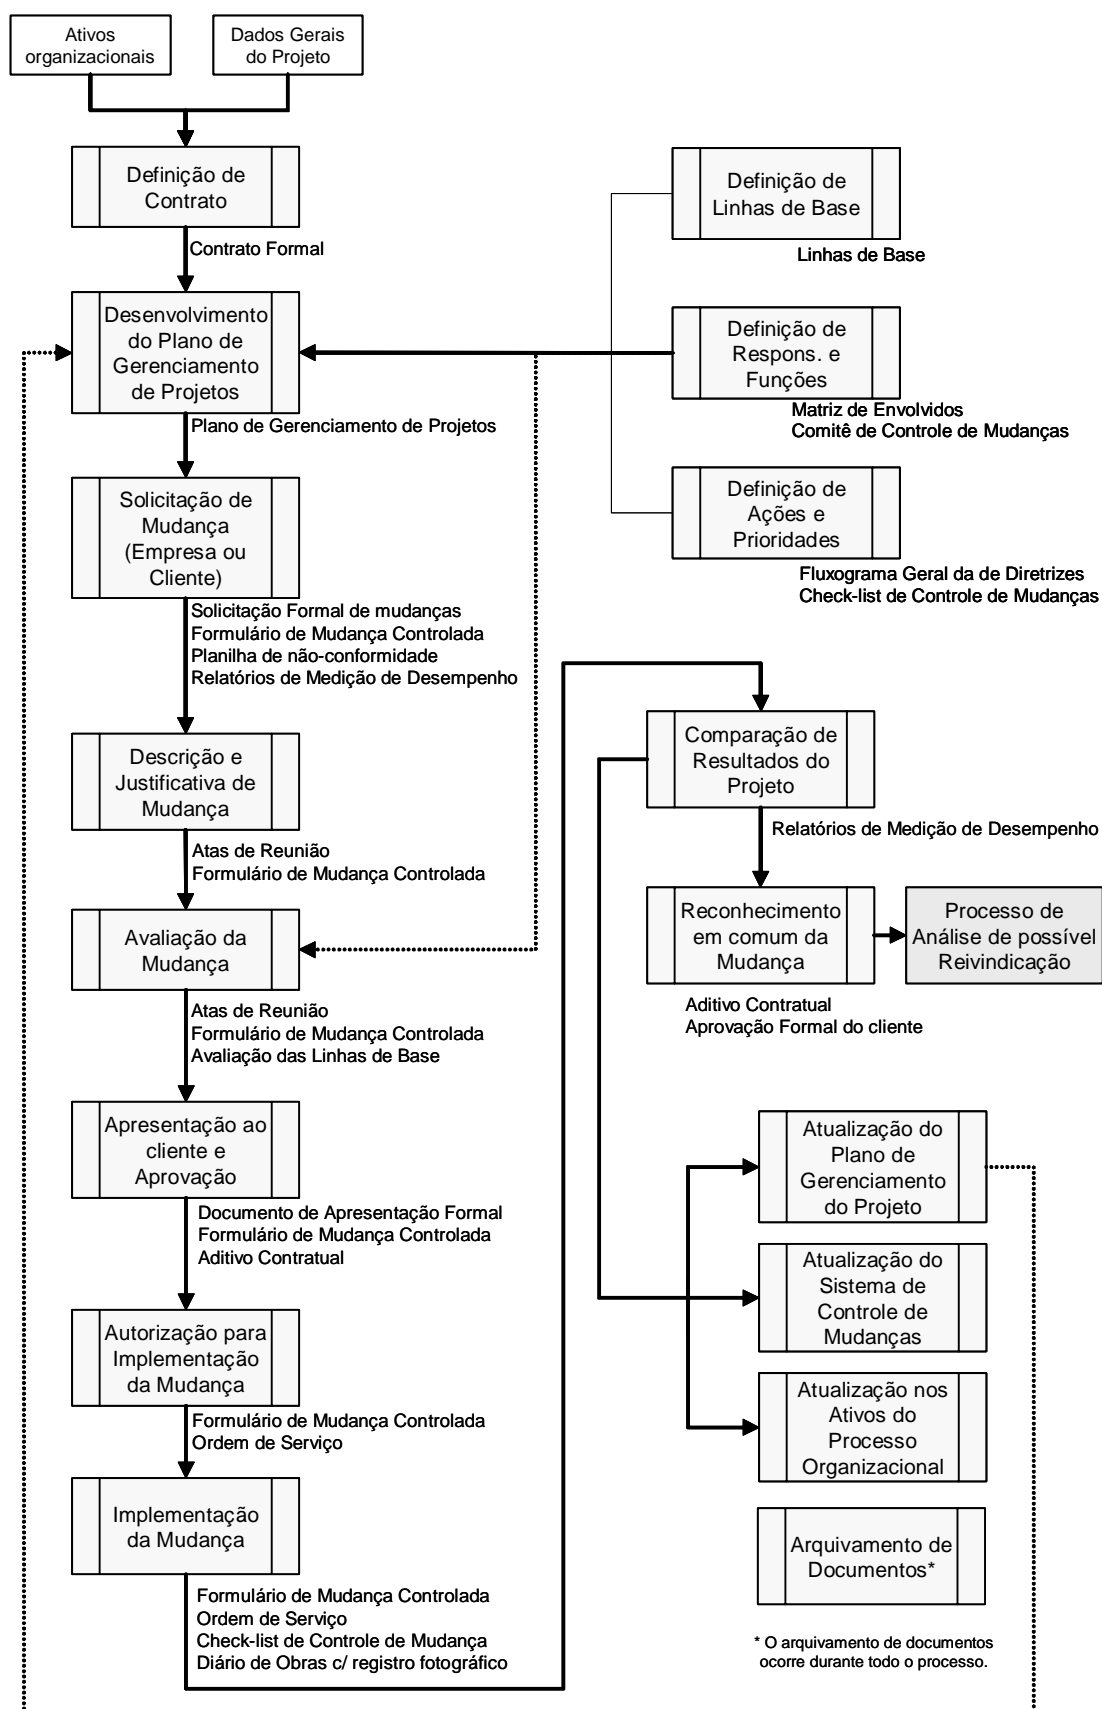 Ativos
organizacionais
Dados Gerais
do Projeto
Definição de
Contrato
Contrato Formal
Desenvolvimento
do Plano de
Gerenciamento
de Projetos
Plano de Gerenciamento de Projetos
Definição de
Linhas de Base
Linhas de Base
Definição de
Respons. e
Funções
Matriz de Envolvidos
Comitê de Controle de Mudanças
Definição de
Ações e
Prioridades
Fluxograma Geral da de Diretrizes
Check-list de Controle de Mudanças
Solicitação de
Mudança
(Empresa ou
Cliente)
Solicitação Formal de mudanças
Formulário de Mudança Controlada
Planilha de não-conformidade
Relatórios de Medição de Desempenho
Descrição e
Justificativa de
Mudança
Atas de Reunião
Formulário de Mudança Controlada
Avaliação da
Mudança
Atas de Reunião
Formulário de Mudança Controlada
Avaliação das Linhas de Base
Apresentação ao
cliente e
Aprovação
Documento de Apresentação Formal
Formulário de Mudança Controlada
Aditivo Contratual
Autorização para
Implementação
da Mudança
Formulário de Mudança Controlada
Ordem de Serviço
Implementação
da Mudança
Formulário de Mudança Controlada
Ordem de Serviço
Check-list de Controle de Mudança
Diário de Obras c/ registro fotográfico
Comparação de
Resultados do
Projeto
Relatórios de Medição de Desempenho
Reconhecimento
em comum da
Mudança
Aditivo Contratual
Aprovação Formal do cliente
Processo de
Análise de possível
Reivindicação
Atualização do
Plano de
Gerenciamento
do Projeto
Atualização do
Sistema de
Controle de
Mudanças
Atualização nos
Ativos do
Processo
Organizacional
Arquivamento de
Documentos*
* O arquivamento de documentos
ocorre durante todo o processo.